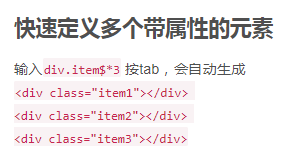 快速定义多个带属性的元素
输入div.item$*3 按tab，会自动生成
<div class="item1"></div>
<div class="item2"></div>
<div class="item3"></div>